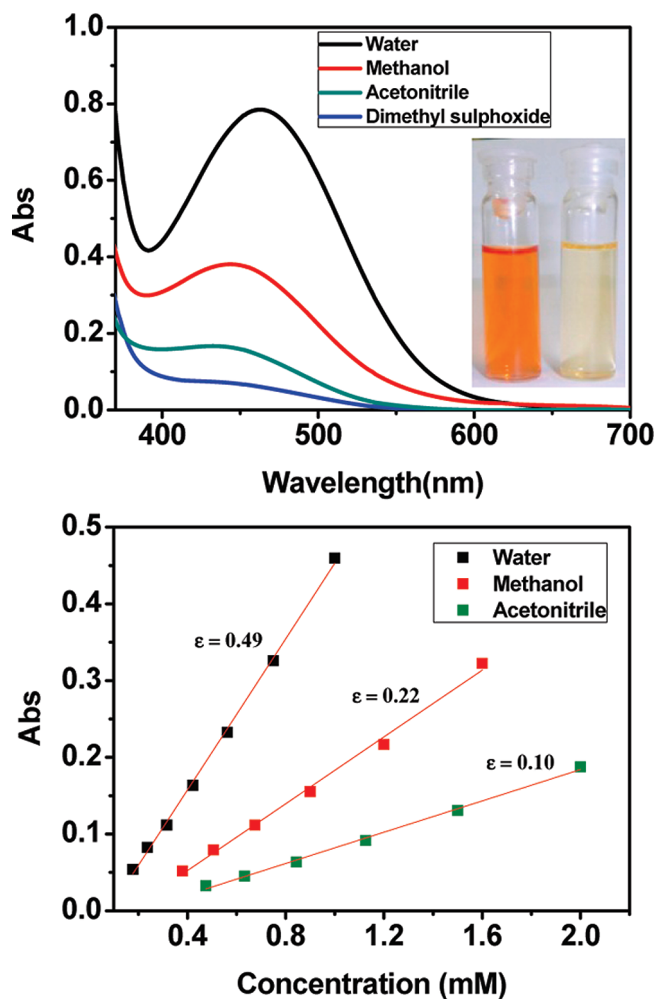 1.0
0.8
0.6
0.4
0.2
0.0
Abs
Water
Methanol
Acetonitrile
Dimethyl sulphoxide
400
500
600
700
Wavelength(nm)
0.5
0.4
0.3
0.2
0.1
0.0
Abs
Water
Methanol
Acetonitrile
ε = 0.49
ε = 0.22
ε = 0.10
0.4
0.8
1.2
1.6
2.0
Concentration (mM)